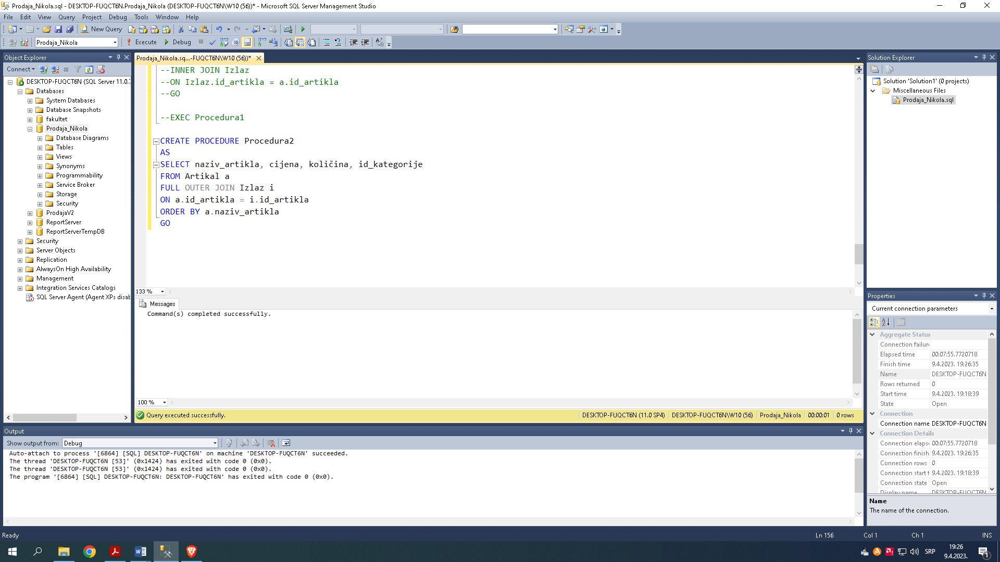 Prodaja_Nikola.sql - DESKTOP-FUQCT6N.Prodaja_Nikola (DESKTOP-FUQCT6N\W10 (56))* - Microsoft SQL Server Management Studio
File Edit View Query Project Debug Tools Window Help
New Query
Prodaja_Nikola Execute Debug
Object Explorer
Connect
DESKTOP-FUQCT6N (SQL Server 11.0.
Databases
System Databases
Database Snapshots
fakultet
Prodaja_Nikola
Database Diagrams
Tables
Views
Synonyms
Programmability
Service Broker
Storage
Security
ProdajaV2
ReportServer
ReportServerTempDB
Security
Server Objects
Replication
AlwaysOn High Availability
Management
Integration Services Catalogs
SQL Server Agent (Agent XPs disab
Prodaja_Nikola.sq...-FUQCT6N\W10 (56))*
--INNER JOIN Izlaz
--ON Izlaz.id_artikla = a.id_artikla
--GO
--EXEC Procedura1
CREATE PROCEDURE Procedura2
AS
SELECT naziv_artikla, cijena, količina, id_kategorije
FROM Artikal a
FULL OUTER JOIN Izlaz i
ON a.id_artikla = i.id_artikla
ORDER BY a.naziv_artikla
GO
133 %
Messages
Command(s) completed successfully.
100 %
Query executed successfully. DESKTOP-FUQCT6N (11.0 SP4) DESKTOP-FUQCT6N\W10 (56) Prodaja_Nikola 00:00:01 0 rows
Output
Show output from: Debug
Auto-attach to process '[6864] [SQL] DESKTOP-FUQCT6N' on machine 'DESKTOP-FUQCT6N' succeeded.
The thread 'DESKTOP-FUQCT6N [53]' (0x1424) has exited with code 0 (0x0).
The thread 'DESKTOP-FUQCT6N [53]' (0x1424) has exited with code 0 (0x0).
The program '[6864] [SQL] DESKTOP-FUQCT6N: DESKTOP-FUQCT6N' has exited with code 0 (0x0).
Solution Explorer
Solution 'Solution1' (0 projects)
Miscellaneous Files
Prodaja_Nikola.sql
Properties
Current connection parameters
Aggregate Status
Connection failure
Elapsed time 00:07:55.7720718
Finish time 9.4.2023. 19:26:35
Name DESKTOP-FUQCT6N
Rows returned 0
Start time 9.4.2023. 19:18:39
State Open
Connection
Connection name DESKTOP-FUQCT6N
Connection Details
Connection elaps 00:07:55.7720718
Connection finish 9.4.2023. 19:26:35
Connection rows 0
Connection start t 9.4.2023. 19:18:39
Connection state Open
Display name DESKTOP-FUQCT6N
Name
The name of the connection.
Ready Ln 156 Col 1 Ch 1 INS
SRP 19:26
9.4.2023.
1